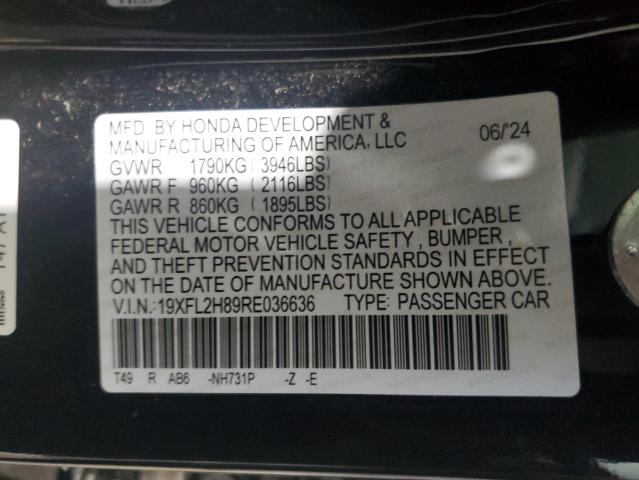 MFD. BY HONDA DEVELOPMENT &
MANUFACTURING OF AMERICA, LLC 06/'24
GVWR 1790KG ( 3946LBS)
GAWR F 960KG ( 2116LBS)
GAWR R 860KG ( 1895LBS)
THIS VEHICLE CONFORMS TO ALL APPLICABLE
FEDERAL MOTOR VEHICLE SAFETY , BUMPER ,
AND THEFT PREVENTION STANDARDS IN EFFECT
ON THE DATE OF MANUFACTURE SHOWN ABOVE.
V.I.N.:19XFL2H89RE036636 TYPE: PASSENGER CAR
T49 R AB6 -NH731P -Z -E